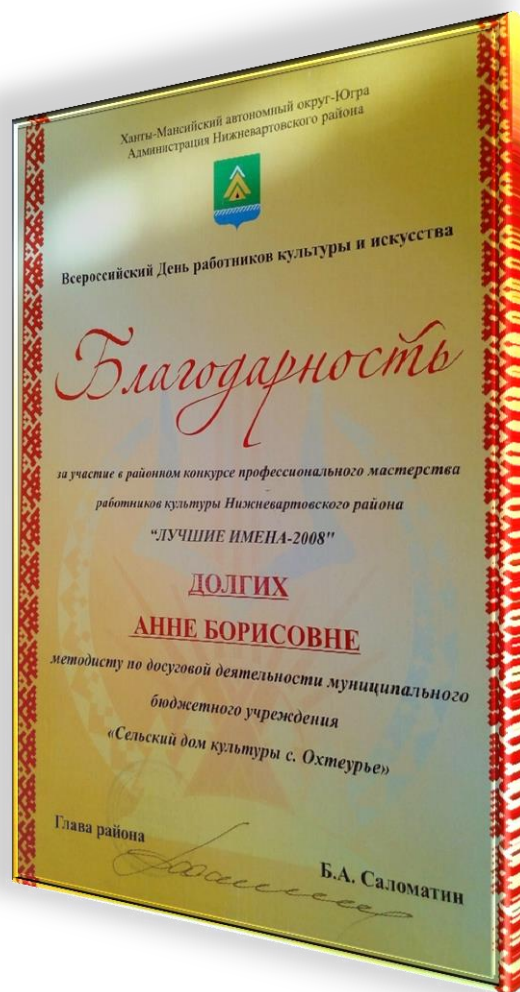 Ханты-Мансийский автономный округ-Югра
Администрация Нижневартовского района
Всероссийский День работников культуры и искусства
Благодарность
за участие в районном конкурсе профессионального мастерства
работников культуры Нижневартовского района
"ЛУЧШИЕ ИМЕНА-2008"
ДОЛГИХ
АННЕ БОРИСОВНЕ
методисту по досуговой деятельности муниципального
бюджетного учреждения
«Сельский дом культуры с. Охтеурье»
Глава района
Б.А. Саломатин